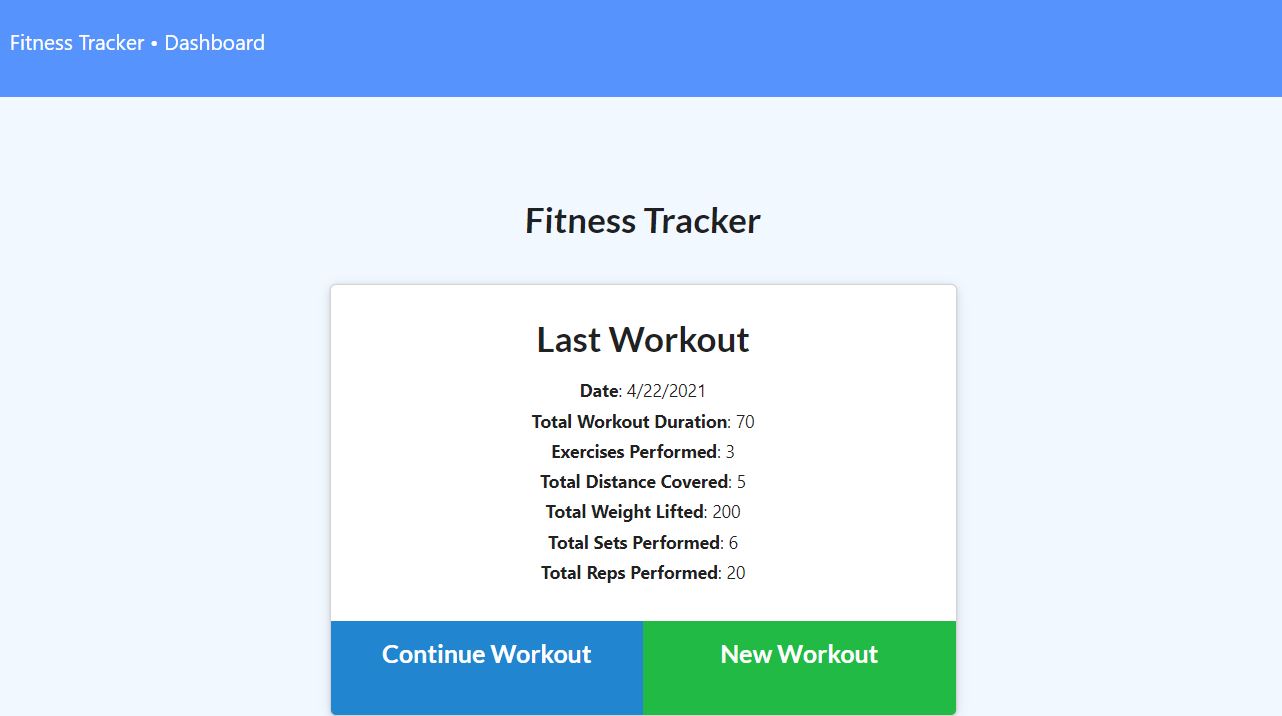 Fitness Tracker • Dashboard
Fitness Tracker
Last Workout
Date: 4/22/2021
Total Workout Duration: 70
Exercises Performed: 3
Total Distance Covered: 5
Total Weight Lifted: 200
Total Sets Performed: 6
Total Reps Performed: 20
Continue Workout
New Workout